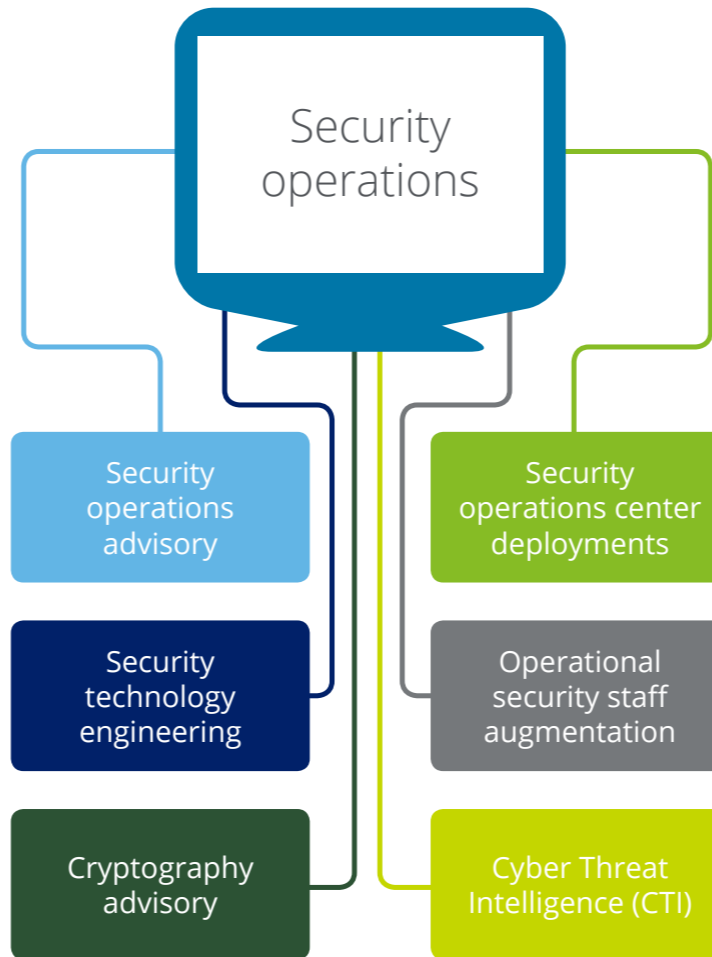 Security
operations
Security
operations
advisory
Security
operations center
deployments
Security
technology
engineering
Operational
security staff
augmentation
Cryptography
advisory
Cyber Threat
Intelligence (CTI)